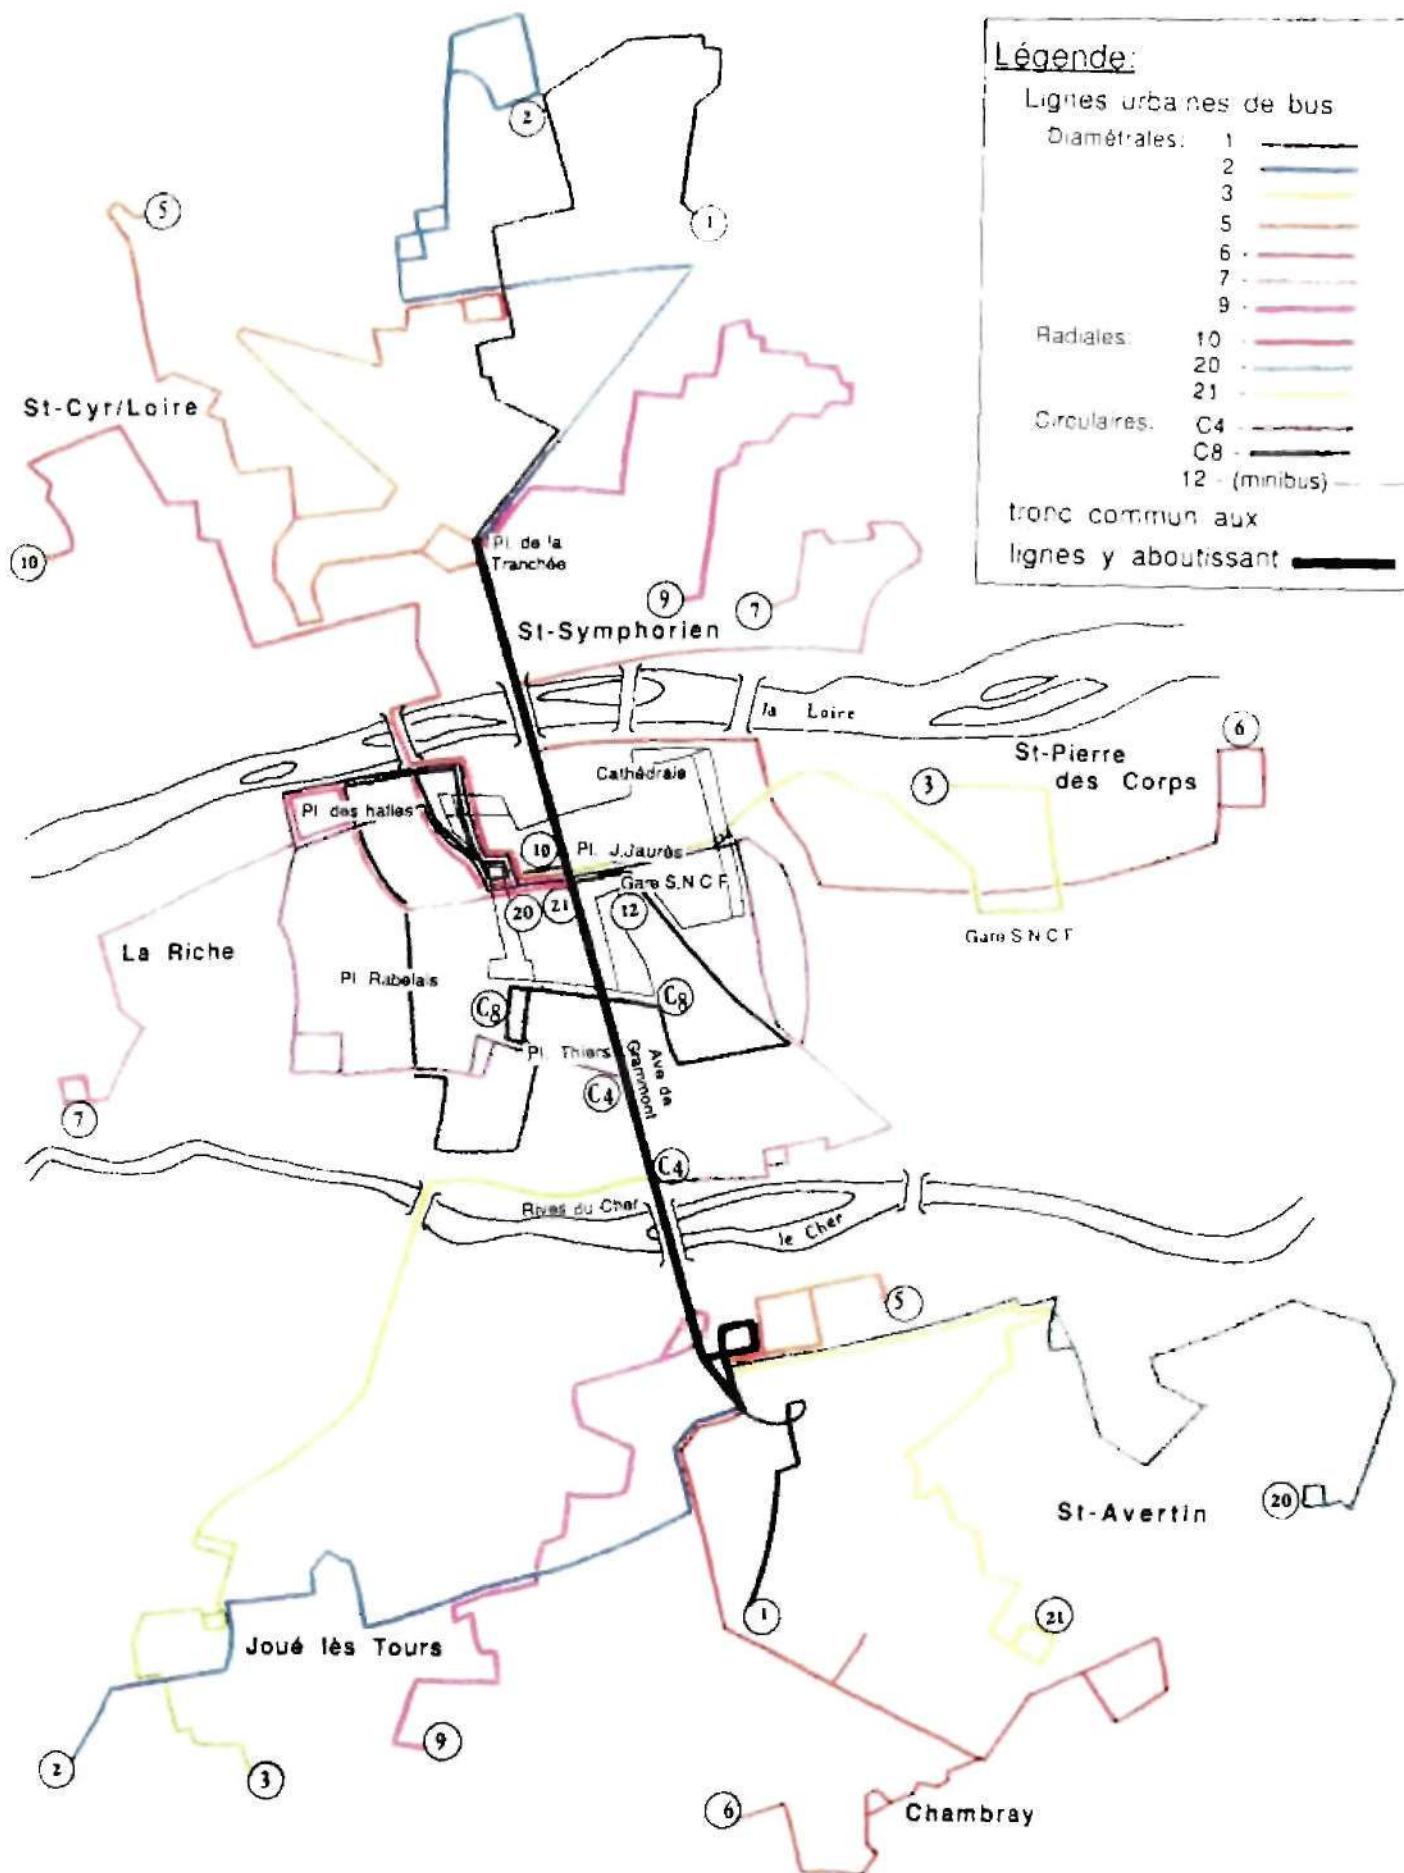 Légende:
Lignes urbaines de bus
Diamétrales: 1
2
3
5
6
7
9
Radiales: 10
20
21
Circulaires: C4
C8
12 - (minibus)
tronc commun aux
lignes y aboutissant
2
1
5
St-Cyr/Loire
10
Pl. de la
Tranchée
9
7
St-Symphorien
la Loire
6
St-Pierre
des Corps
3
Cathédrale
Pl des halles
10
Pl. J.Jaurès
Gare S.N.C.F.
20
21
12
Gare S.N.C.F.
La Riche
Pl Rabelais
C8
C8
Pl. Thiers
Ave de
Grammont
C4
7
C4
Rives du Cher
le Cher
5
20
St-Avertin
1
21
Joué lès Tours
9
2
3
6
Chambray